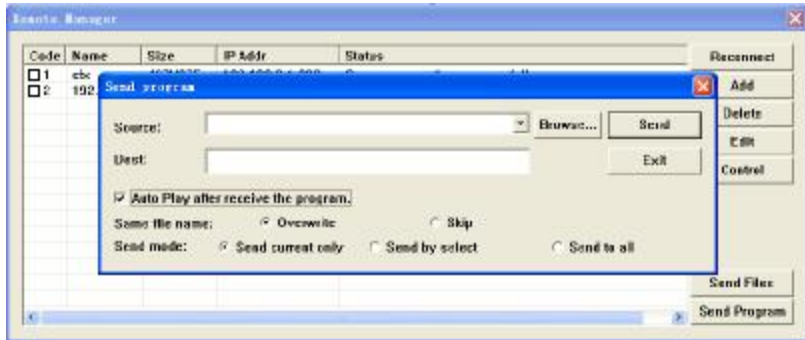 Remote Manager
Code Name Size IP Addr Status
Reconnect
1
2 192.
Add
Delete
Edit
Control
Send program
Source:
Browse...
Send
Dest:
Exit
Auto Play after receive the program.
Same file name: Overwrite Skip
Send mode: Send current only Send by select Send to all
Send Files
Send Program